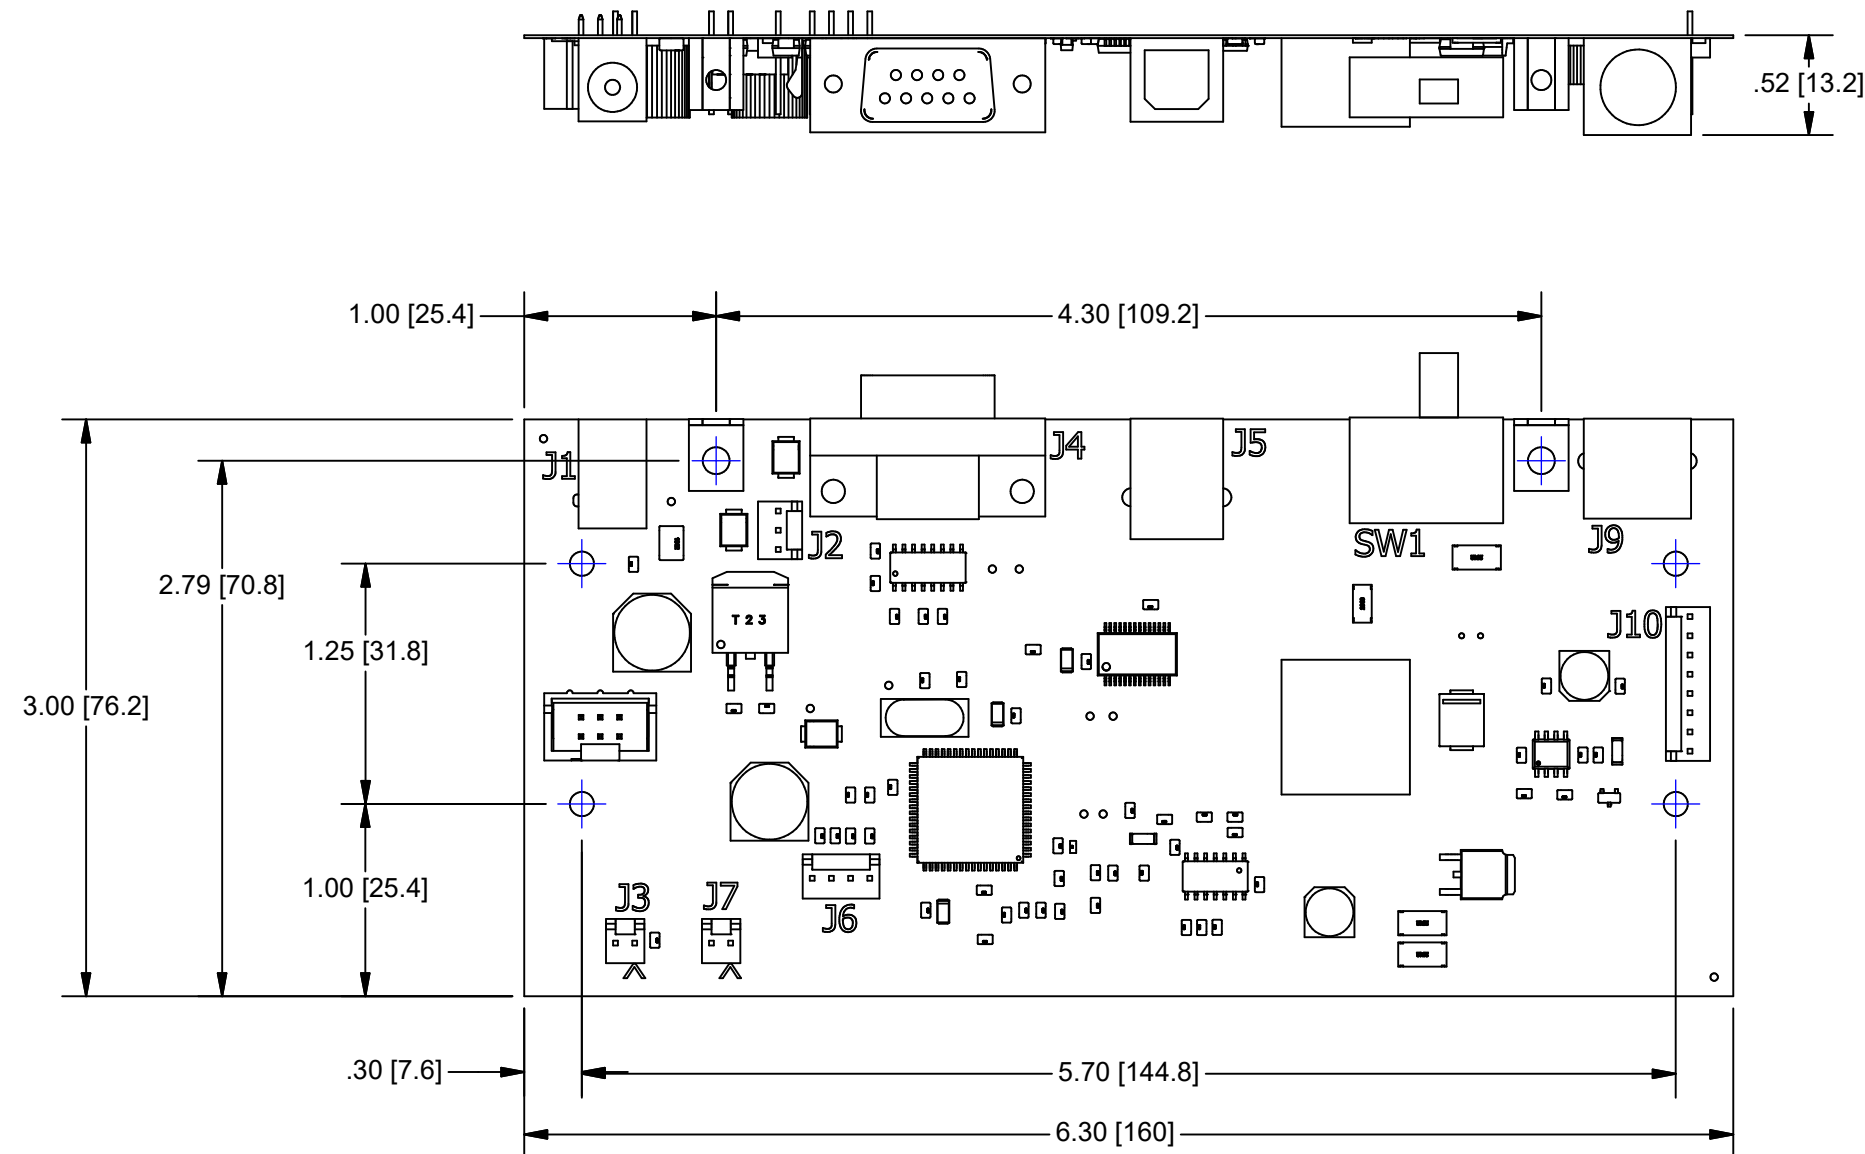 .52 [13.2]
1.00 [25.4]
4.30 [109.2]
J1
J4
J5
J2
SW1
J9
2.79 [70.8]
T 2 3
J10
1.25 [31.8]
3.00 [76.2]
1.00 [25.4]
J3
J7
J6
.30 [7.6]
5.70 [144.8]
6.30 [160]